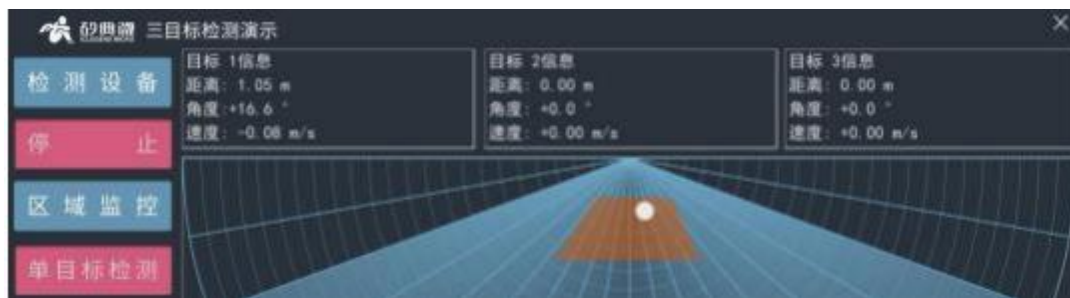 矽典微 三目标检测演示
×
检测设备
停止
区域监控
单目标检测
目标 1信息
距离: 1.05 m
角度:+16.6 °
速度: -0.08 m/s
目标 2信息
距离: 0.00 m
角度: +0.0 °
速度: +0.00 m/s
目标 3信息
距离: 0.00 m
角度: +0.0 °
速度: +0.00 m/s